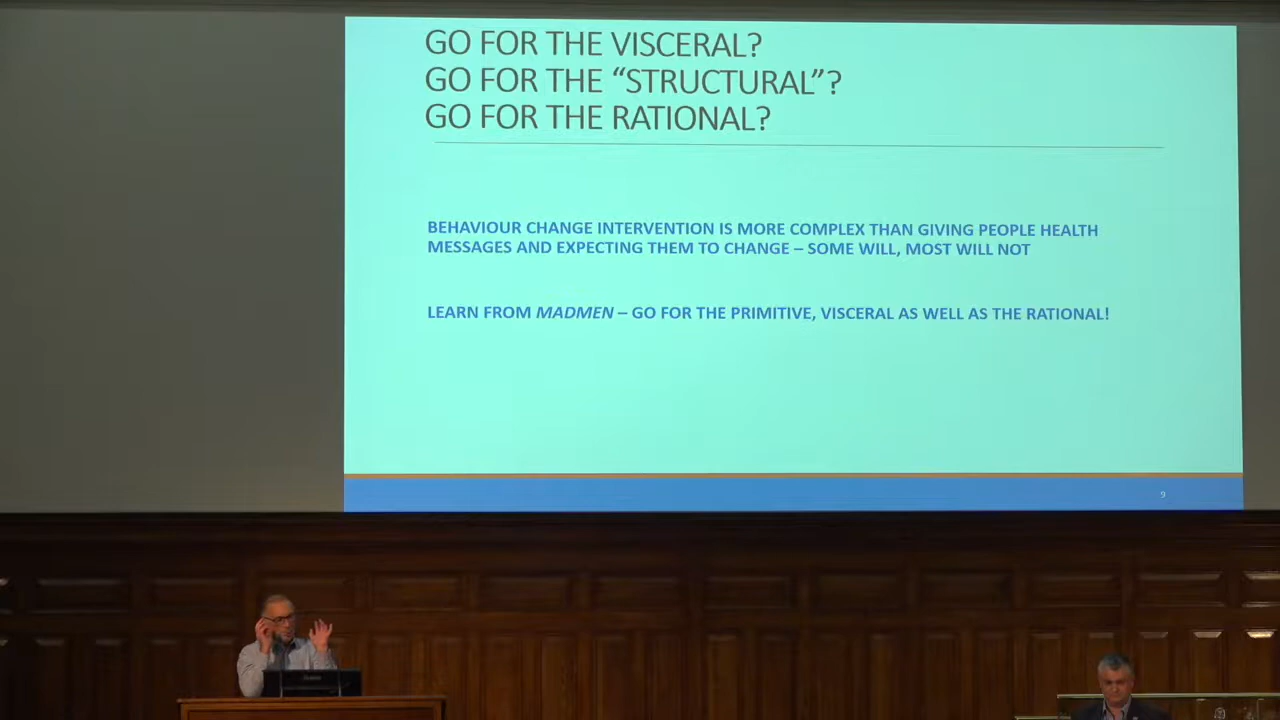 GO FOR THE VISCERAL?
GO FOR THE “STRUCTURAL”?
GO FOR THE RATIONAL?
BEHAVIOUR CHANGE INTERVENTION IS MORE COMPLEX THAN GIVING PEOPLE HEALTH
MESSAGES AND EXPECTING THEM TO CHANGE – SOME WILL, MOST WILL NOT
LEARN FROM MADMEN – GO FOR THE PRIMITIVE, VISCERAL AS WELL AS THE RATIONAL!
9